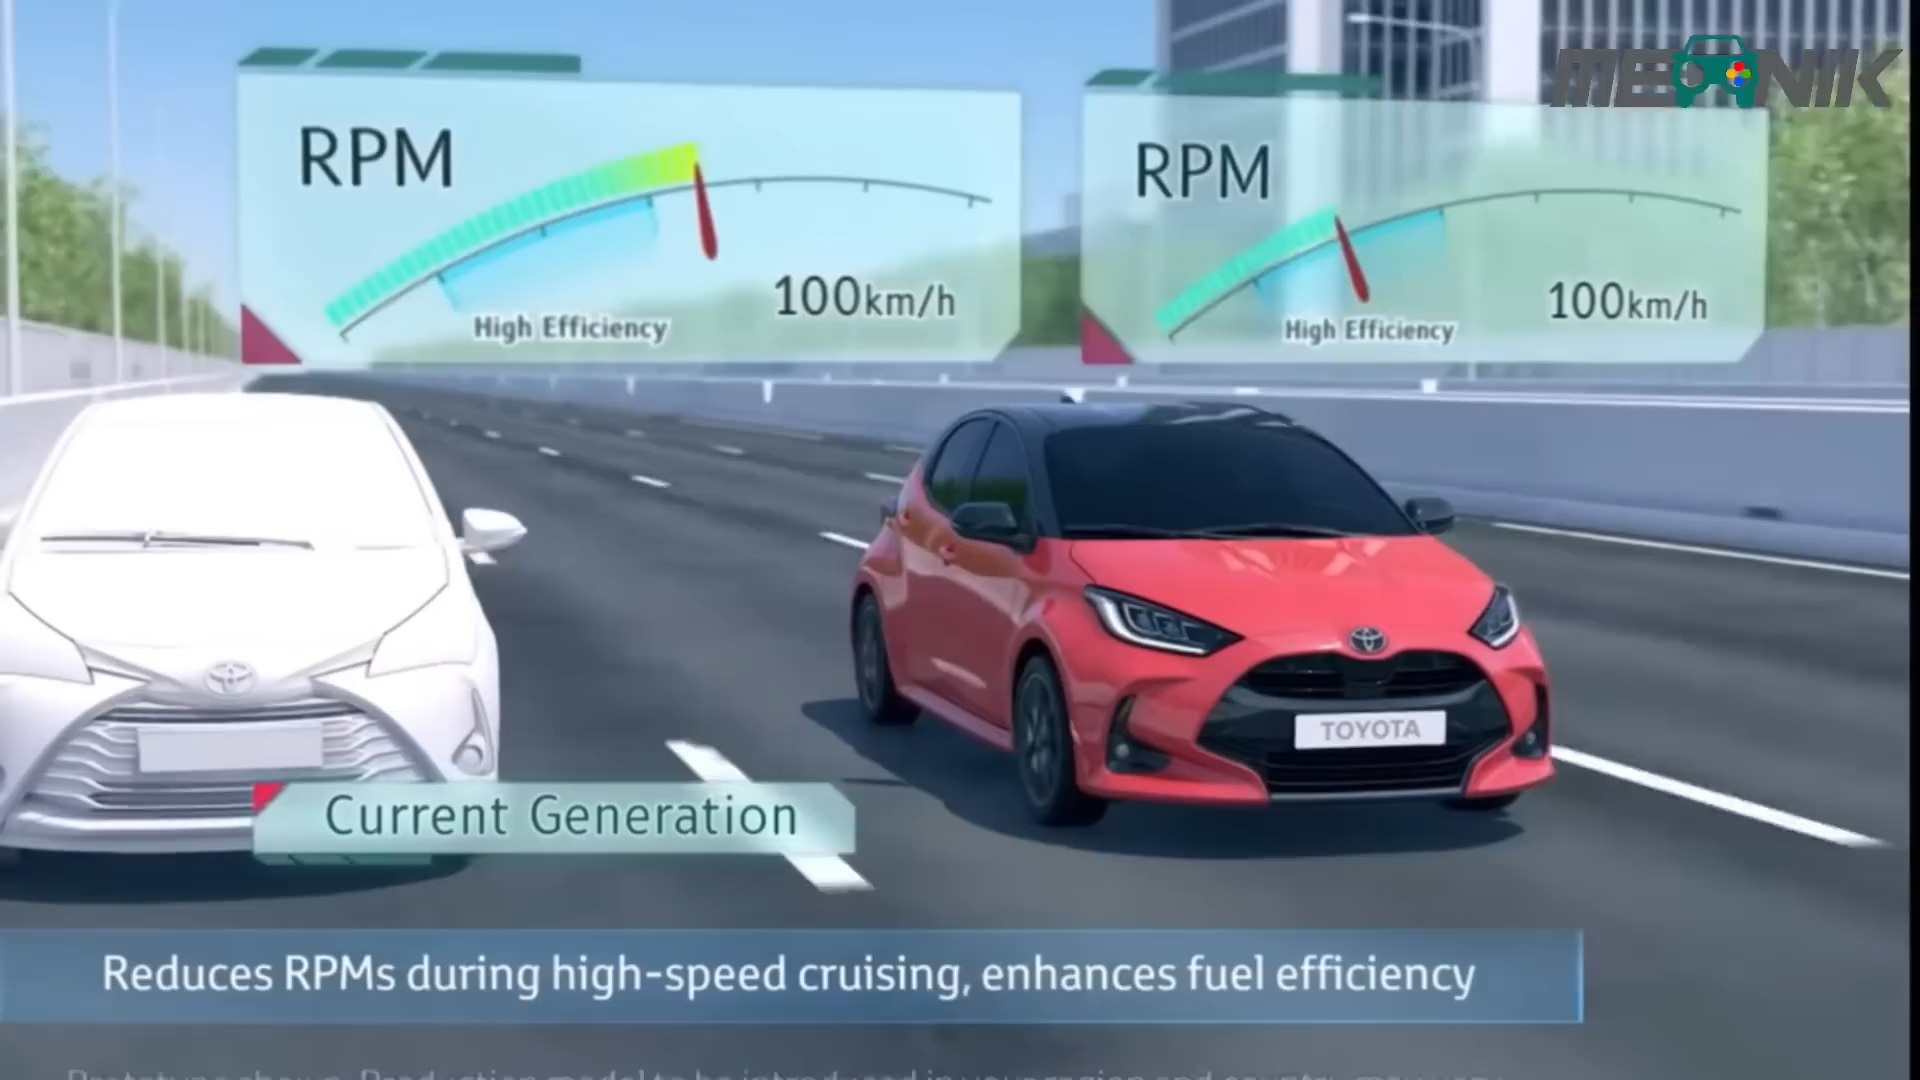 RPM
High Efficiency
100km/h
RPM
High Efficiency
100km/h
TOYOTA
Current Generation
Reduces RPMs during high-speed cruising, enhances fuel efficiency